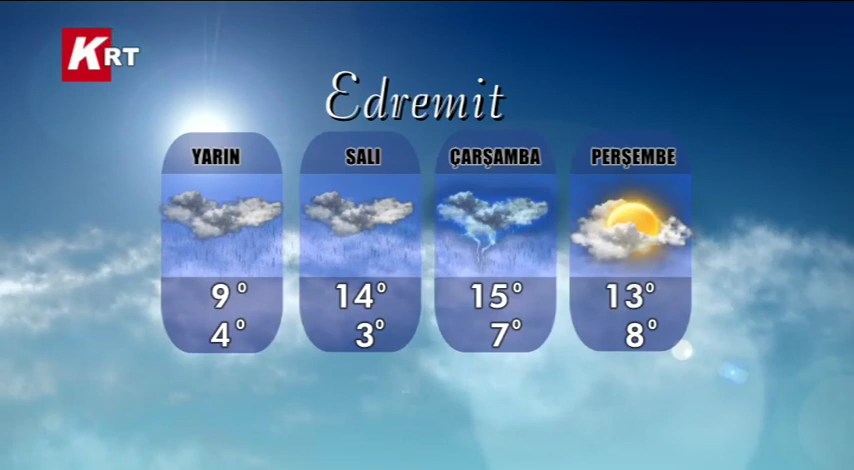 KRT
Edremit
YARIN SALI ÇARŞAMBA PERŞEMBE
9° 14° 15° 13°
4° 3° 7° 8°